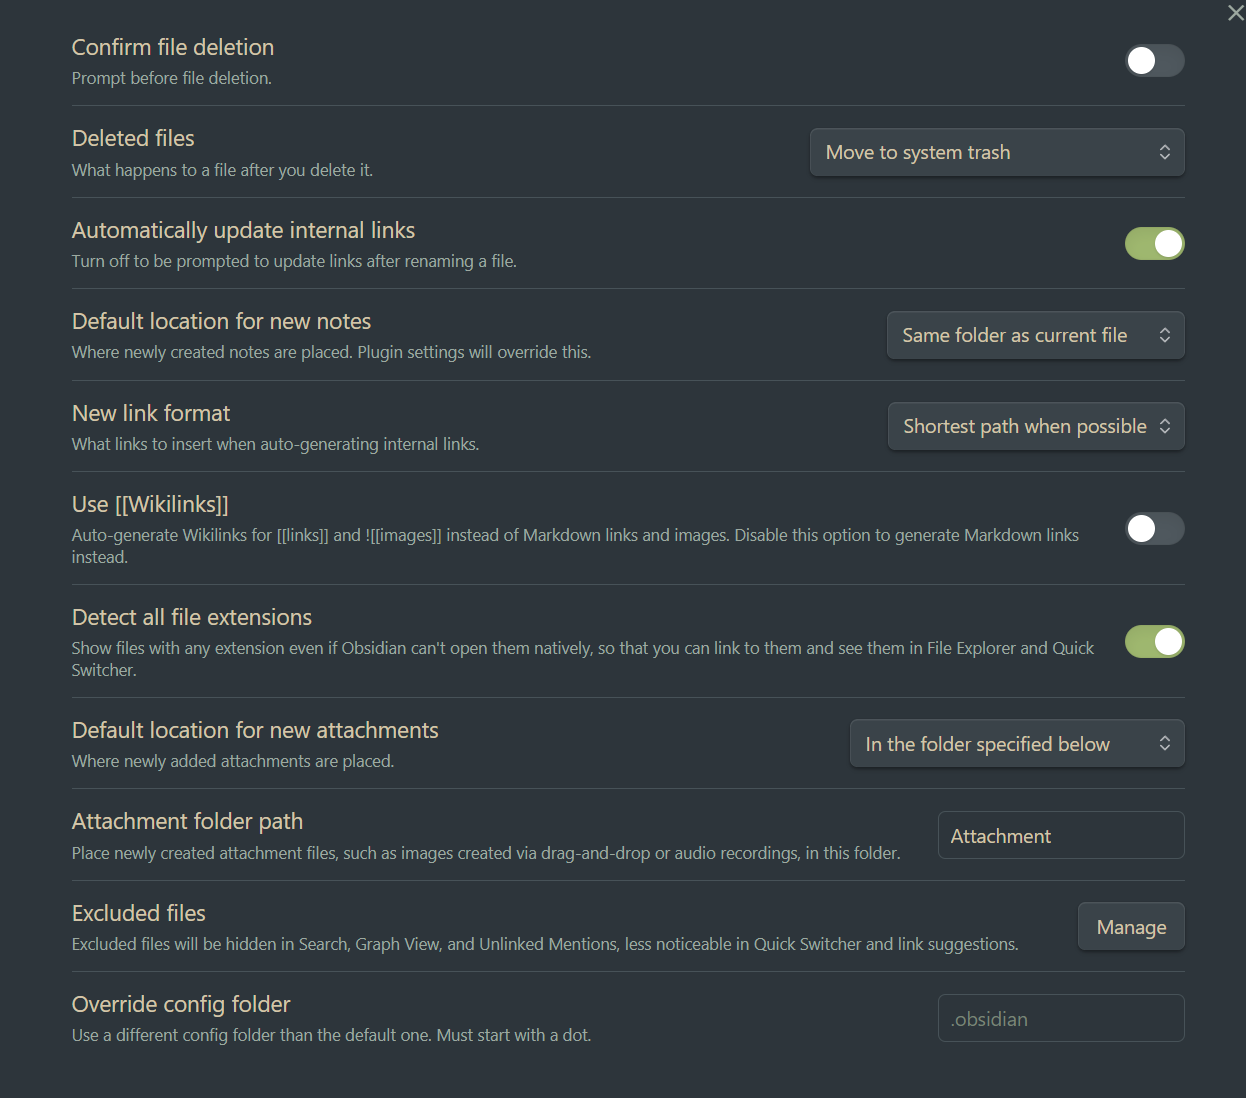 Confirm file deletion
Prompt before file deletion.
Deleted files
What happens to a file after you delete it.
Move to system trash
Automatically update internal links
Turn off to be prompted to update links after renaming a file.
Default location for new notes
Where newly created notes are placed. Plugin settings will override this.
Same folder as current file
New link format
What links to insert when auto-generating internal links.
Shortest path when possible
Use [[Wikilinks]]
Auto-generate Wikilinks for [[links]] and ![[images]] instead of Markdown links and images. Disable this option to generate Markdown links
instead.
Detect all file extensions
Show files with any extension even if Obsidian can't open them natively, so that you can link to them and see them in File Explorer and Quick
Switcher.
Default location for new attachments
Where newly added attachments are placed.
In the folder specified below
Attachment folder path
Place newly created attachment files, such as images created via drag-and-drop or audio recordings, in this folder.
Attachment
Excluded files
Excluded files will be hidden in Search, Graph View, and Unlinked Mentions, less noticeable in Quick Switcher and link suggestions.
Manage
Override config folder
Use a different config folder than the default one. Must start with a dot.
.obsidian